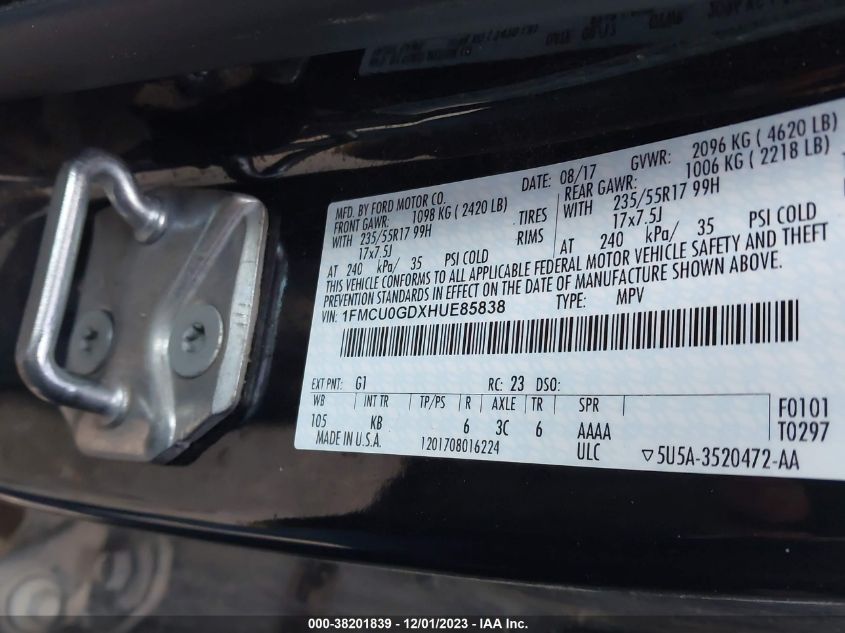 MFD. BY FORD MOTOR CO.
DATE: 08/17 GVWR: 2096 KG ( 4620 LB)
FRONT GAWR: 1098 KG ( 2420 LB) REAR GAWR: 1006 KG ( 2218 LB)
WITH 235/55R17 99H TIRES WITH 235/55R17 99H
17x7.5J RIMS 17x7.5J
AT 240 kPa/ 35 PSI COLD AT 240 kPa/ 35 PSI COLD
THIS VEHICLE CONFORMS TO ALL APPLICABLE FEDERAL MOTOR VEHICLE SAFETY AND THEFT
PREVENTION STANDARDS IN EFFECT ON THE DATE OF MANUFACTURE SHOWN ABOVE.
VIN: 1FMCU0GDXHUE85838 TYPE: MPV
EXT PNT: G1 RC: 23 DSO:
WB INT TR TP/PS R AXLE TR SPR F0101
105 KB 6 3C 6 AAAA T0297
MADE IN U.S.A. 1201708016224 ULC ▽5U5A-3520472-AA
000-38201839 - 12/01/2023 - IAA Inc.